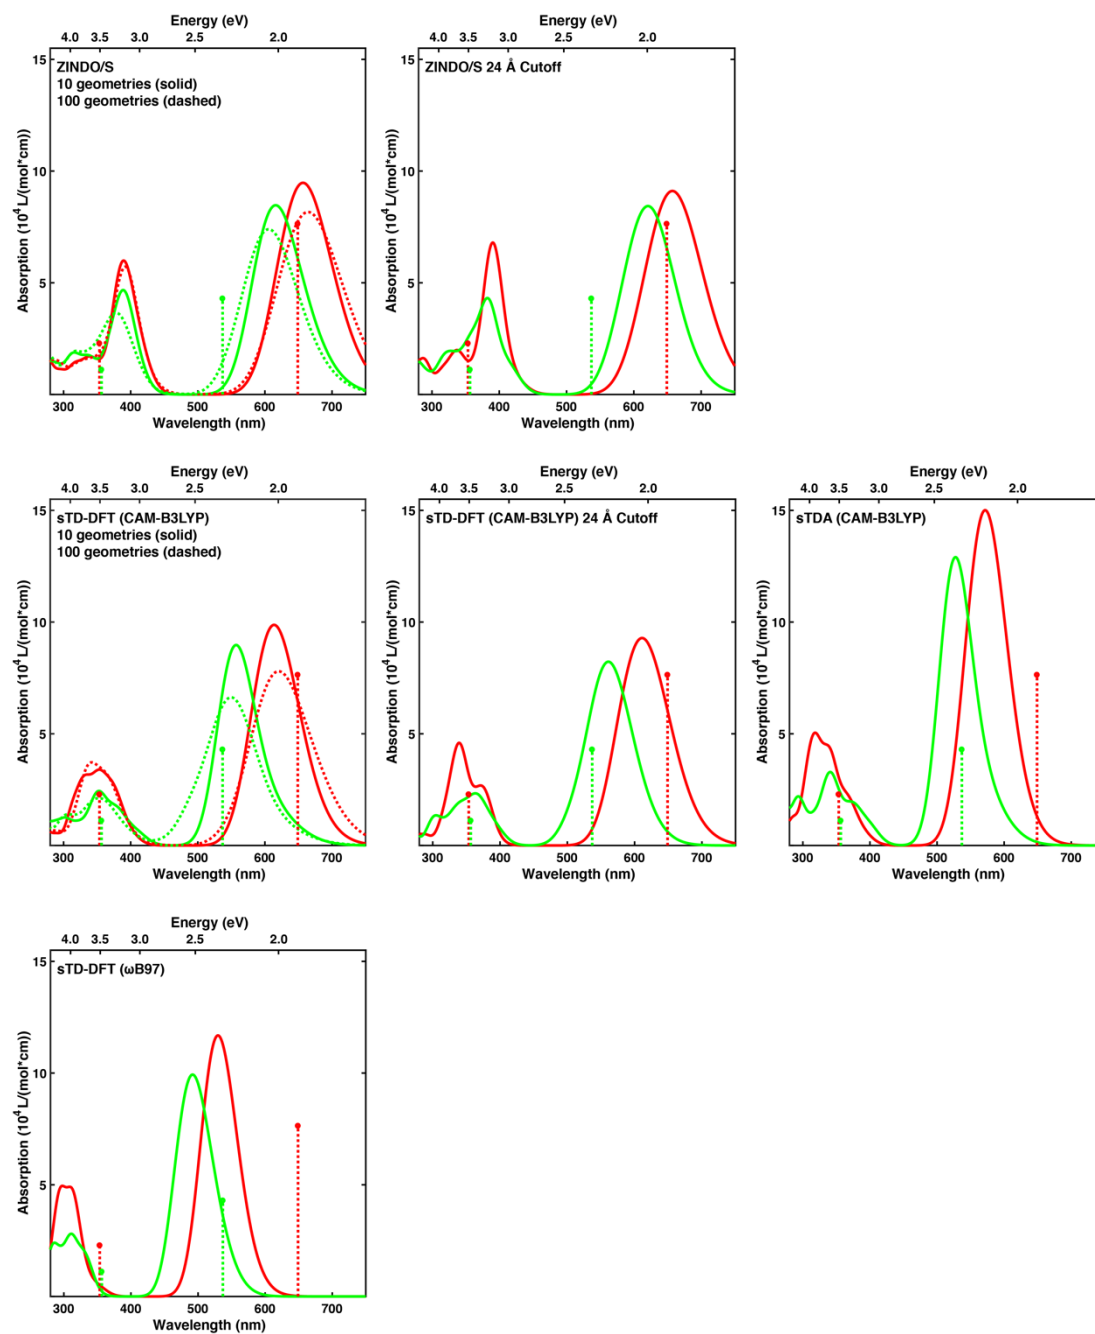 Energy (eV)
4.0 3.5 3.0 2.5 2.0
15
10
5
Absorption (10⁴ L/(mol*cm))
ZINDO/S
10 geometries (solid)
100 geometries (dashed)
300 400 500 600 700
Wavelength (nm)
Energy (eV)
4.0 3.5 3.0 2.5 2.0
15
10
5
Absorption (10⁴ L/(mol*cm))
ZINDO/S 24 Å Cutoff
300 400 500 600 700
Wavelength (nm)
Energy (eV)
4.0 3.5 3.0 2.5 2.0
15
10
5
Absorption (10⁴ L/(mol*cm))
sTD-DFT (CAM-B3LYP)
10 geometries (solid)
100 geometries (dashed)
300 400 500 600 700
Wavelength (nm)
Energy (eV)
4.0 3.5 3.0 2.5 2.0
15
10
5
Absorption (10⁴ L/(mol*cm))
sTD-DFT (CAM-B3LYP) 24 Å Cutoff
300 400 500 600 700
Wavelength (nm)
Energy (eV)
4.0 3.5 3.0 2.5 2.0
15
10
5
Absorption (10⁴ L/(mol*cm))
sTDA (CAM-B3LYP)
300 400 500 600 700
Wavelength (nm)
Energy (eV)
4.0 3.5 3.0 2.5 2.0
15
10
5
Absorption (10⁴ L/(mol*cm))
sTD-DFT (ωB97)
300 400 500 600 700
Wavelength (nm)